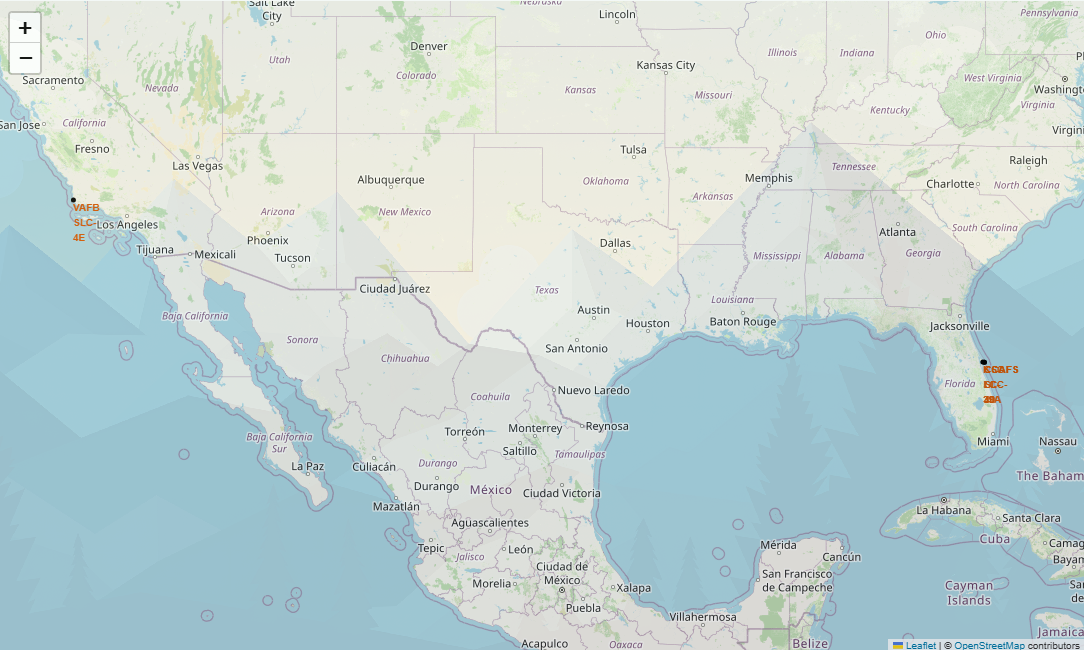 +
−
Salt Lake
City
Nebraska
Lincoln
Pennsylvania
Denver
Utah
Colorado
Kansas City
Illinois
Indiana
Ohio
Sacramento
Nevada
Kansas
Missouri
West Virginia
Virginia
Kentucky
San Jose
California
Fresno
Las Vegas
Tulsa
Raleigh
Albuquerque
Oklahoma
Memphis
Tennessee
Charlotte
North Carolina
Arizona
New Mexico
Arkansas
VAFB
SLC-
4E
Los Angeles
Phoenix
Tucson
Dallas
Atlanta
South Carolina
Tijuana
Mexicali
Mississippi
Alabama
Georgia
Ciudad Juárez
Texas
Louisiana
Baja California
Austin
Houston
Baton Rouge
Jacksonville
Sonora
Chihuahua
San Antonio
Florida
Nuevo Laredo
Coahuila
Reynosa
Torreón
Monterrey
Miami
Nassau
Baja California
Sur
Saltillo
Tamaulipas
La Paz
Culiacán
Durango
Durango
México
Ciudad Victoria
The Baham
Mazatlán
La Habana
Santa Clara
Aguascalientes
Cuba
Camag
Tepic
León
Jalisco
Mérida
Cancún
Bayam
Ciudad de
México
San Francisco
de Campeche
Morelia
Xalapa
Cayman
Islands
Puebla
Villahermosa
Acapulco
Oaxaca
Belize
Jamaica
Leaflet | © OpenStreetMap contributors